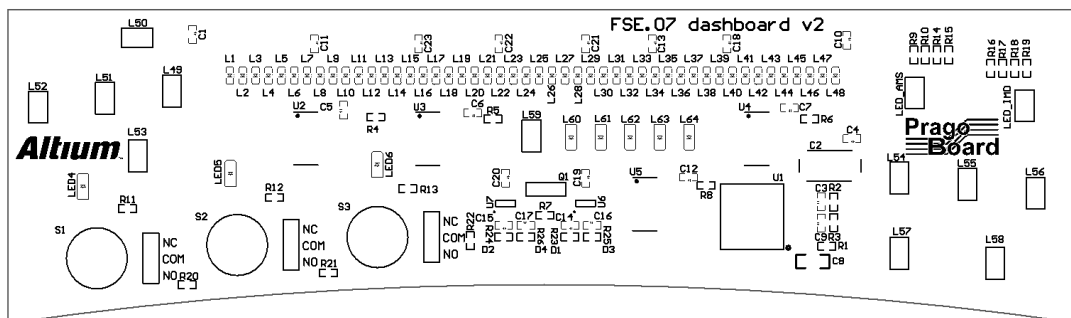 FSE.07 dashboard v2
L50
C1
C11
C23
C22
C21
C13
C18
C10
R9
R10
R14
R15
R16
R17
R18
R19
L52
L51
L49
L1 L3 L5 L7 L9 L11 L13 L15 L17 L19 L21 L23 L25 L27 L29 L31 L33 L35 L37 L39 L41 L43 L45 L47
L2 L4 L6 L8 L10 L12 L14 L16 L18 L20 L22 L24 L26 L28 L30 L32 L34 L36 L38 L40 L42 L44 L46 L48
LED_AMS
LED_IMD
U2
C5
R4
U3
C6
R5
L59
L60
L61
L62
L63
L64
U4
C7
R6
C4
Altium
Prago
Board
L53
LED4
LED5
LED6
C2
L54
L55
L56
R11
R12
R13
C20
Q1
C19
U5
C12
R8
U1
C3
R2
S1
S2
S3
NC
COM
NO
NC
COM
NO
NC
COM
NO
R22
U7
U6
R7
C15
C17
C14
C16
R24
R26
R23
R25
D2
D4
D1
D3
C9
R3
R1
C8
L57
L58
R20
R21